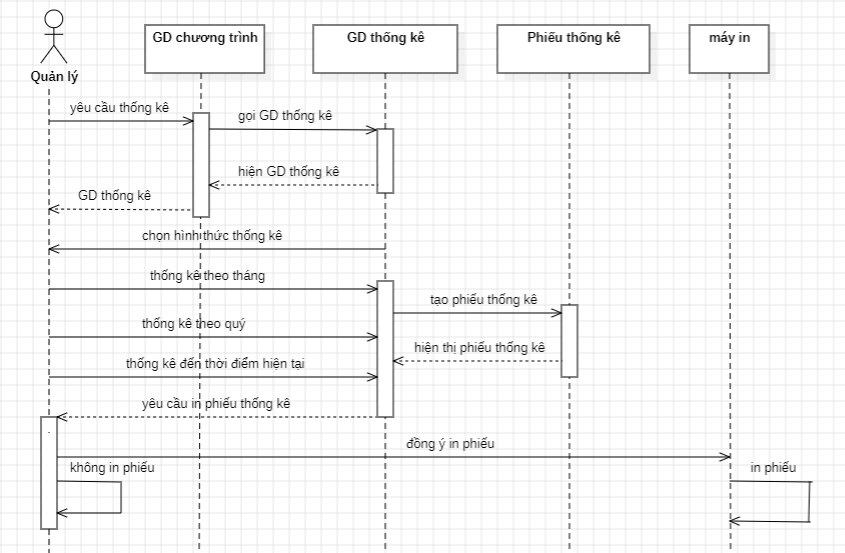 Quản lý
GD chương trình
GD thống kê
Phiếu thống kê
máy in
yêu cầu thống kê
gọi GD thống kê
hiện GD thống kê
GD thống kê
chọn hình thức thống kê
thống kê theo tháng
tạo phiếu thống kê
thống kê theo quý
hiện thị phiếu thống kê
thống kê đến thời điểm hiện tại
yêu cầu in phiếu thống kê
đồng ý in phiếu
không in phiếu
in phiếu